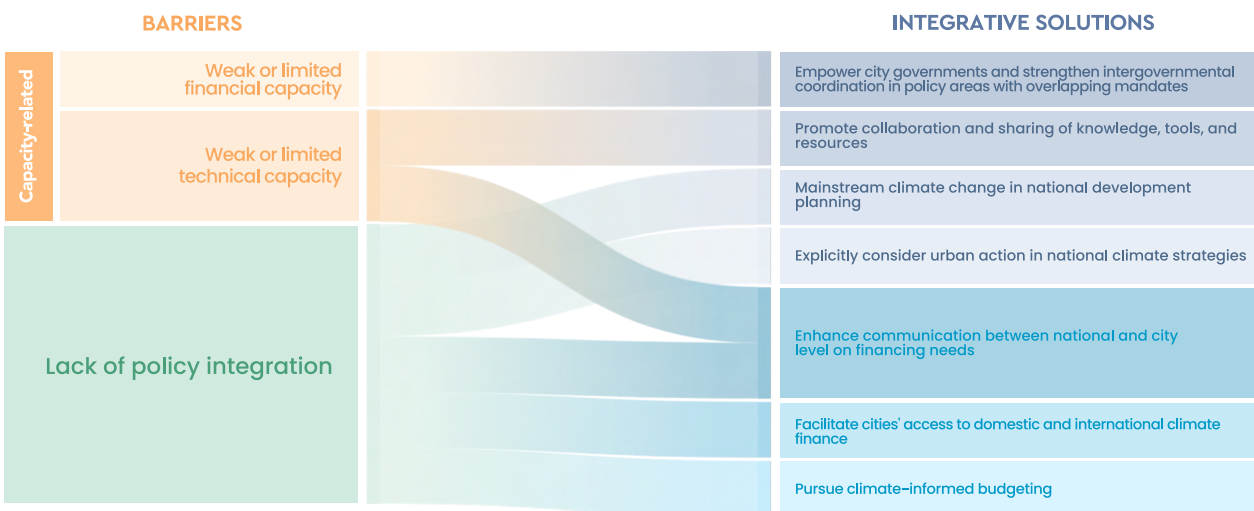 BARRIERS
INTEGRATIVE SOLUTIONS
Capacity-related
Weak or limited
financial capacity
Weak or limited
technical capacity
Lack of policy integration
Empower city governments and strengthen intergovernmental
coordination in policy areas with overlapping mandates
Promote collaboration and sharing of knowledge, tools, and
resources
Mainstream climate change in national development
planning
Explicitly consider urban action in national climate strategies
Enhance communication between national and city
level on financing needs
Facilitate cities' access to domestic and international climate
finance
Pursue climate-informed budgeting